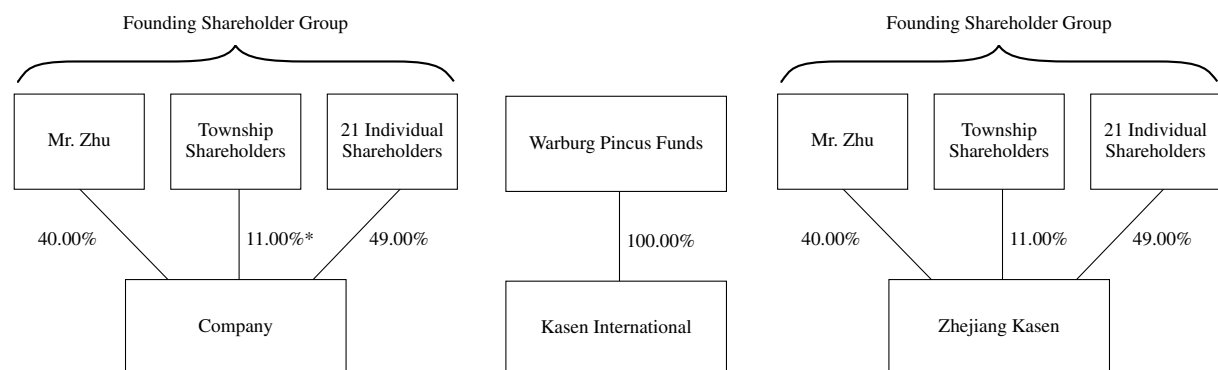 Founding Shareholder Group
Founding Shareholder Group
Mr. Zhu
Township
Shareholders
21 Individual
Shareholders
Warburg Pincus Funds
Mr. Zhu
Township
Shareholders
21 Individual
Shareholders
40.00%
11.00%*
49.00%
100.00%
40.00%
11.00%
49.00%
Company
Kasen International
Zhejiang Kasen